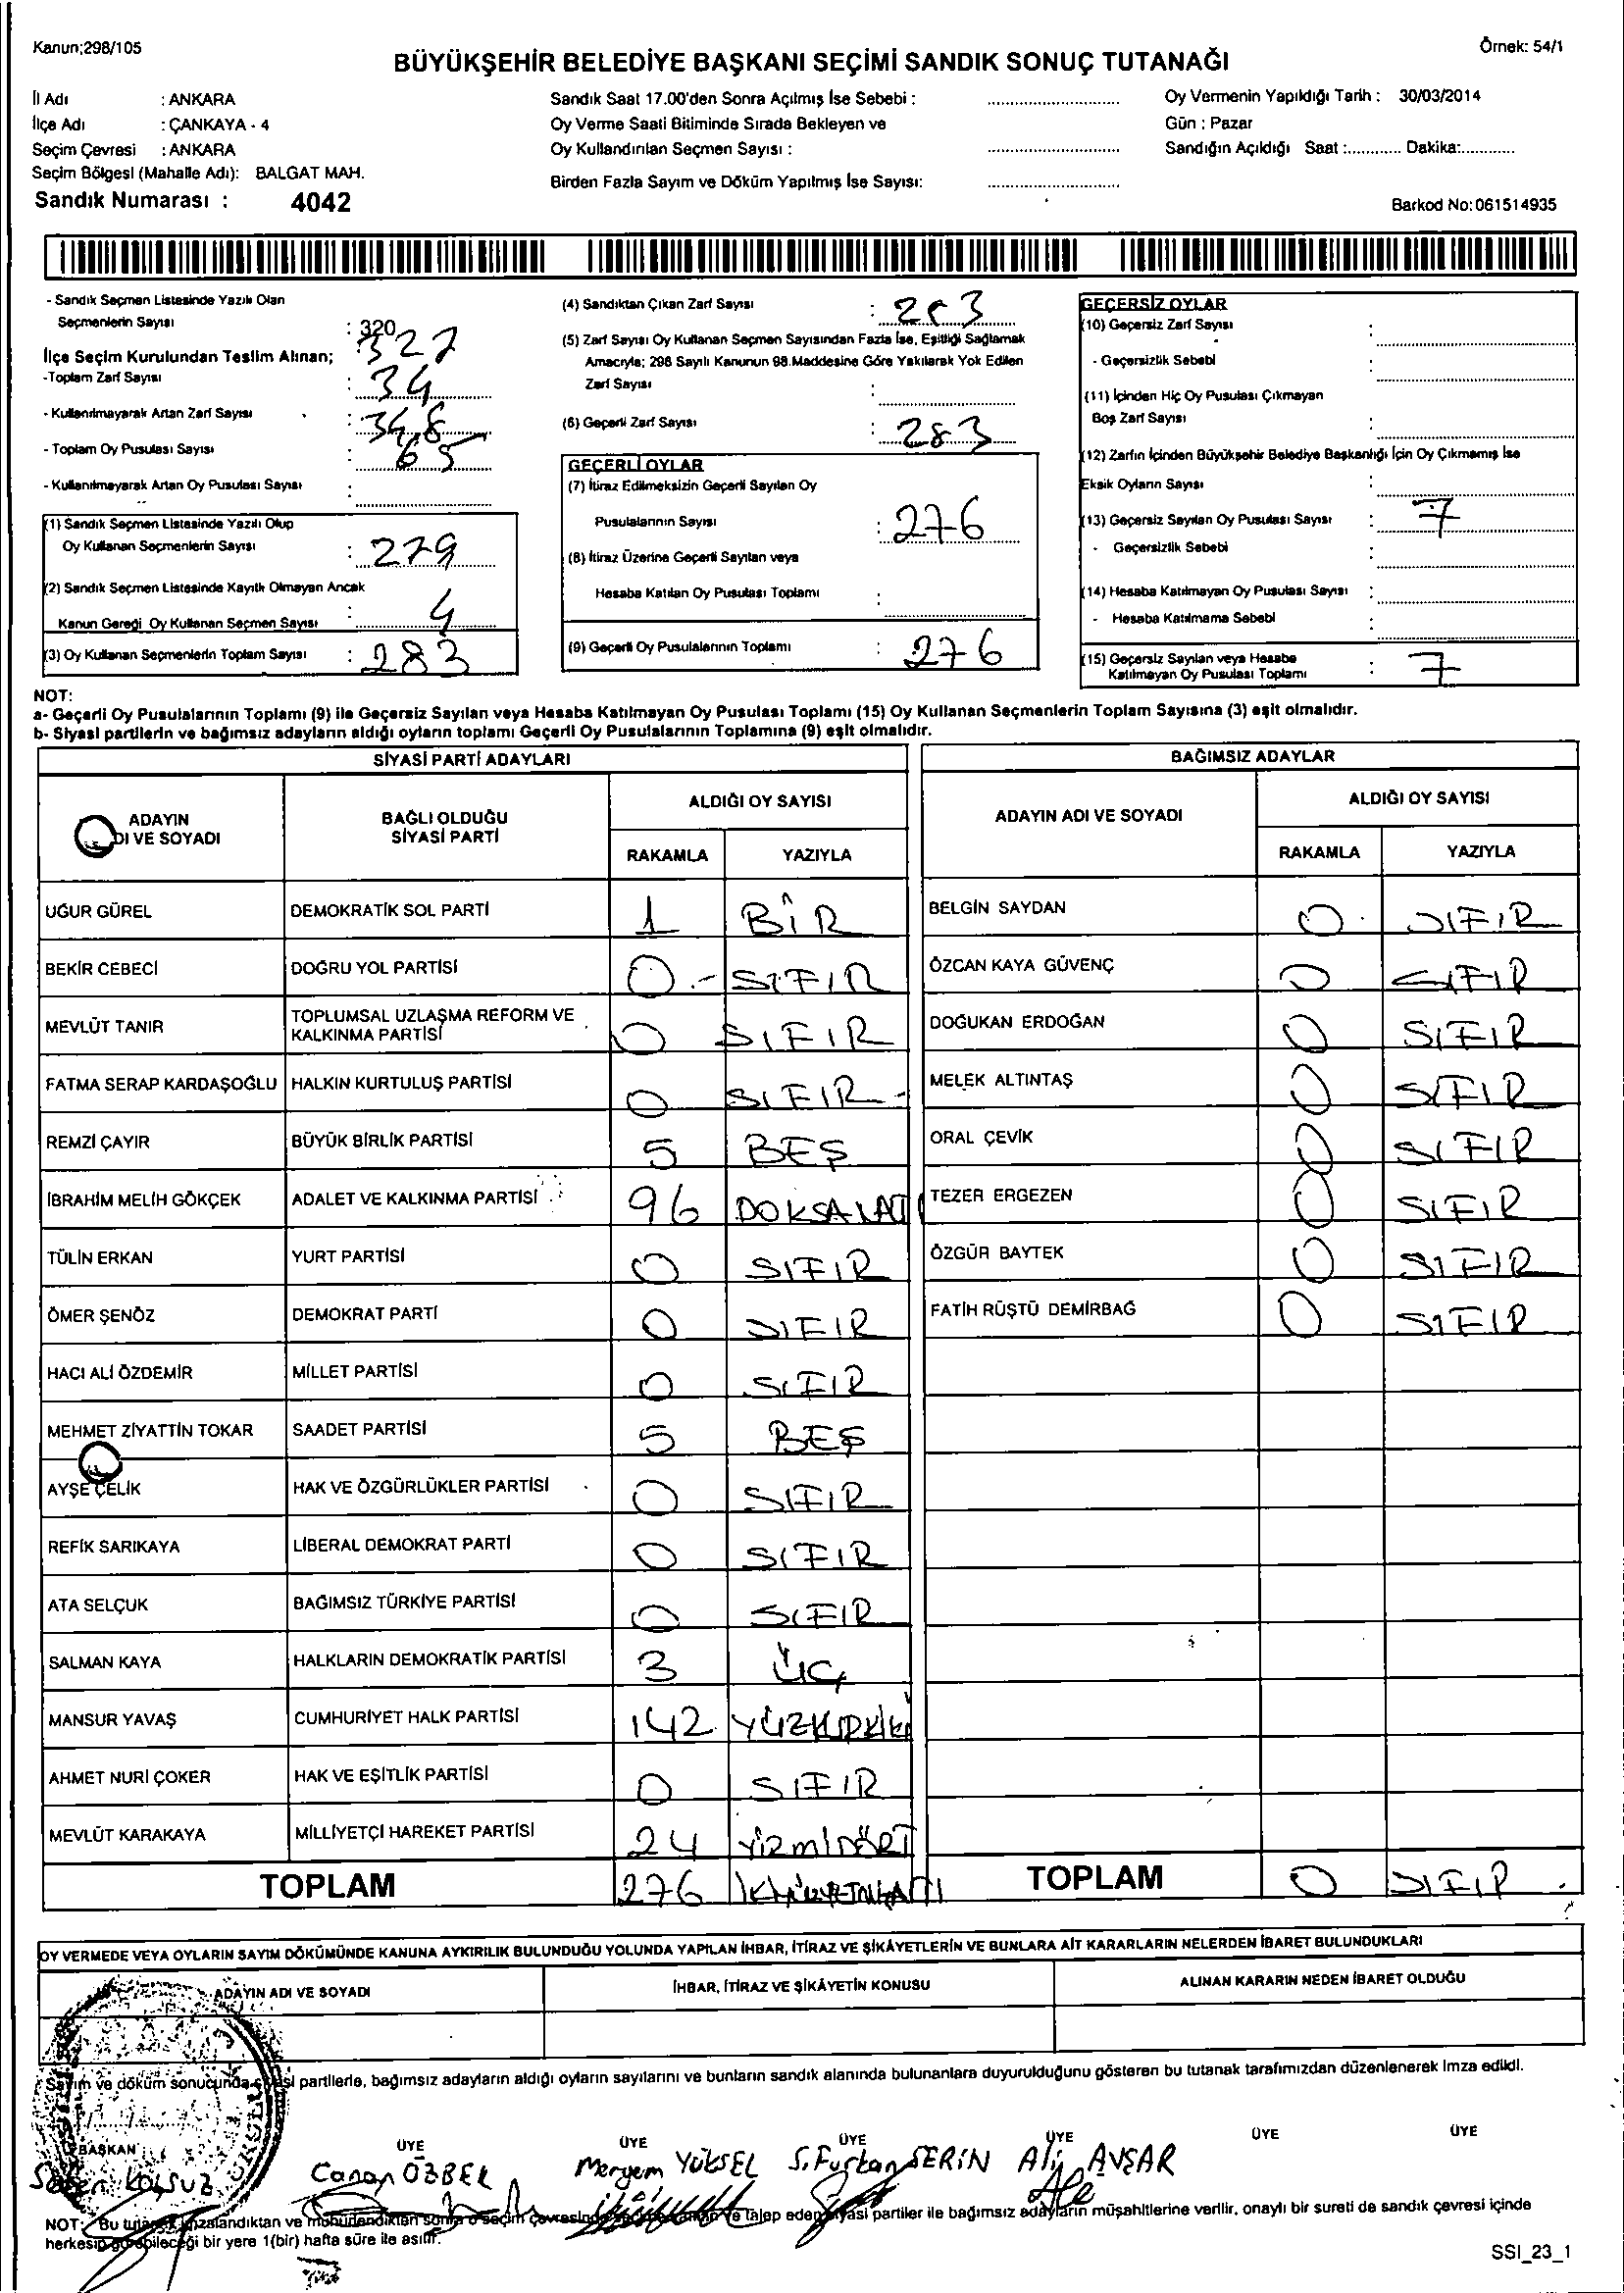 Kanun;298/105
Örnek: 54/1
BÜYÜKŞEHİR BELEDİYE BAŞKANI SEÇİMİ SANDIK SONUÇ TUTANAĞI
İl Adı : ANKARA
İlçe Adı : ÇANKAYA - 4
Seçim Çevresi : ANKARA
Seçim Bölgesi (Mahalle Adı): BALGAT MAH.
Sandık Numarası : 4042
Sandık Saat 17.00'den Sonra Açılmış İse Sebebi :
Oy Verme Saati Bitiminde Sırada Bekleyen ve
Oy Kullandırılan Seçmen Sayısı :
Birden Fazla Sayım ve Döküm Yapılmış İse Sayısı:
Oy Vermenin Yapıldığı Tarih : 30/03/2014
Gün : Pazar
Sandığın Açıldığı Saat :............ Dakika:............
Barkod No:061514935
- Sandık Seçmen Listesinde Yazılı Olan
Seçmenlerin Sayısı : 320
İlçe Seçim Kurulundan Teslim Alınan; 327
-Toplam Zarf Sayısı : 34
- Kullanılmayarak Artan Zarf Sayısı : 348
- Toplam Oy Pusulası Sayısı : 65
- Kullanılmayarak Artan Oy Pusulası Sayısı :
(1) Sandık Seçmen Listesinde Yazılı Olup
Oy Kullanan Seçmenlerin Sayısı : 279
(2) Sandık Seçmen Listesinde Kayıtlı Olmayan Ancak
Kanun Gereği Oy Kullanan Seçmen Sayısı : 4
(3) Oy Kullanan Seçmenlerin Toplam Sayısı : 283
(4) Sandıktan Çıkan Zarf Sayısı :
(5) Zarf Sayısı Oy Kullanan Seçmen Sayısından Fazla İse, Eşitliği Sağlamak
Amacıyla; 298 Sayılı Kanunun 98.Maddesine Göre Yakılarak Yok Edilen
Zarf Sayısı :
(6) Geçerli Zarf Sayısı : 283
GEÇERLİ OYLAR
(7) İtiraz Edilmeksizin Geçerli Sayılan Oy
Pusulalarının Sayısı : 276
(8) İtiraz Üzerine Geçerli Sayılan veya
Hesaba Katılan Oy Pusulası Toplamı :
(9) Geçerli Oy Pusulalarının Toplamı : 276
GEÇERSİZ OYLAR
(10) Geçersiz Zarf Sayısı :
- Geçersizlik Sebebi :
(11) İçinden Hiç Oy Pusulası Çıkmayan
Boş Zarf Sayısı :
(12) Zarfın İçinden Büyükşehir Belediye Başkanlığı İçin Oy Çıkmamış İse
Eksik Oyların Sayısı :
(13) Geçersiz Sayılan Oy Pusulası Sayısı : 7
- Geçersizlik Sebebi :
(14) Hesaba Katılmayan Oy Pusulası Sayısı :
- Hesaba Katılmama Sebebi :
(15) Geçersiz Sayılan veya Hesaba
Katılmayan Oy Pusulası Toplamı : 7
NOT:
a- Geçerli Oy Pusulalarının Toplamı (9) ile Geçersiz Sayılan veya Hesaba Katılmayan Oy Pusulası Toplamı (15) Oy Kullanan Seçmenlerin Toplam Sayısına (3) eşit olmalıdır.
b- Siyasi partilerin ve bağımsız adayların aldığı oyların toplamı Geçerli Oy Pusulalarının Toplamına (9) eşit olmalıdır.
SİYASİ PARTİ ADAYLARI
ADAYIN
DI VE SOYADI
BAĞLI OLDUĞU
SİYASİ PARTİ
ALDIĞI OY SAYISI
RAKAMLA YAZIYLA
UĞUR GÜREL DEMOKRATİK SOL PARTİ 1 BİR
BEKİR CEBECİ DOĞRU YOL PARTİSİ 0 SIFIR
MEVLÜT TANIR TOPLUMSAL UZLAŞMA REFORM VE
KALKINMA PARTİSİ 0 SIFIR
FATMA SERAP KARDAŞOĞLU HALKIN KURTULUŞ PARTİSİ 0 SIFIR
REMZİ ÇAYIR BÜYÜK BİRLİK PARTİSİ 5 BEŞ
İBRAHİM MELİH GÖKÇEK ADALET VE KALKINMA PARTİSİ 96 DOKSANALTI
TÜLİN ERKAN YURT PARTİSİ 0 SIFIR
ÖMER ŞENÖZ DEMOKRAT PARTİ 0 SIFIR
HACI ALİ ÖZDEMİR MİLLET PARTİSİ 0 SIFIR
MEHMET ZİYATTİN TOKAR SAADET PARTİSİ 5 BEŞ
AYŞE ÇELİK HAK VE ÖZGÜRLÜKLER PARTİSİ 0 SIFIR
REFİK SARIKAYA LİBERAL DEMOKRAT PARTİ 0 SIFIR
ATA SELÇUK BAĞIMSIZ TÜRKİYE PARTİSİ 0 SIFIR
SALMAN KAYA HALKLARIN DEMOKRATİK PARTİSİ 3 ÜÇ
MANSUR YAVAŞ CUMHURİYET HALK PARTİSİ 142 YÜZKIRKİKİ
AHMET NURİ ÇOKER HAK VE EŞİTLİK PARTİSİ 0 SIFIR
MEVLÜT KARAKAYA MİLLİYETÇİ HAREKET PARTİSİ 24 YİRMİDÖRT
TOPLAM 276
BAĞIMSIZ ADAYLAR
ADAYIN ADI VE SOYADI
ALDIĞI OY SAYISI
RAKAMLA YAZIYLA
BELGİN SAYDAN 0 SIFIR
ÖZCAN KAYA GÜVENÇ 0 SIFIR
DOĞUKAN ERDOĞAN 0 SIFIR
MELEK ALTINTAŞ 0 SIFIR
ORAL ÇEVİK 0 SIFIR
TEZER ERGEZEN 0 SIFIR
ÖZGÜR BAYTEK 0 SIFIR
FATİH RÜŞTÜ DEMİRBAĞ 0 SIFIR
TOPLAM 0 SIFIR
OY VERMEDE VEYA OYLARIN SAYIM DÖKÜMÜNDE KANUNA AYKIRILIK BULUNDUĞU YOLUNDA YAPILAN İHBAR, İTİRAZ VE ŞİKÂYETLERİN VE BUNLARA AİT KARARLARIN NELERDEN İBARET BULUNDUKLARI
ADAYIN ADI VE SOYADI
İHBAR, İTİRAZ VE ŞİKÂYETİN KONUSU
ALINAN KARARIN NEDEN İBARET OLDUĞU
Sayım ve döküm sonucunda siyasi partilerle, bağımsız adayların aldığı oyların sayılarını ve bunların sandık alanında bulunanlara duyurulduğunu gösteren bu tutanak tarafımızdan düzenlenerek imza edildi.
BAŞKAN ÜYE ÜYE ÜYE ÜYE ÜYE ÜYE
Canan ÖZBEK Meryem YÜKSEL S.Furkan SERİN Ali AVŞAR
NOT: Bu tutanak imzalandıktan ve mühürlendikten sonra o seçim çevresinde ve talep eden siyasi partiler ile bağımsız adayların müşahitlerine verilir, onaylı bir sureti de sandık çevresi içinde
herkesin görebileceği bir yere 1(bir) hafta süre ile asılır.
SSI_23_1